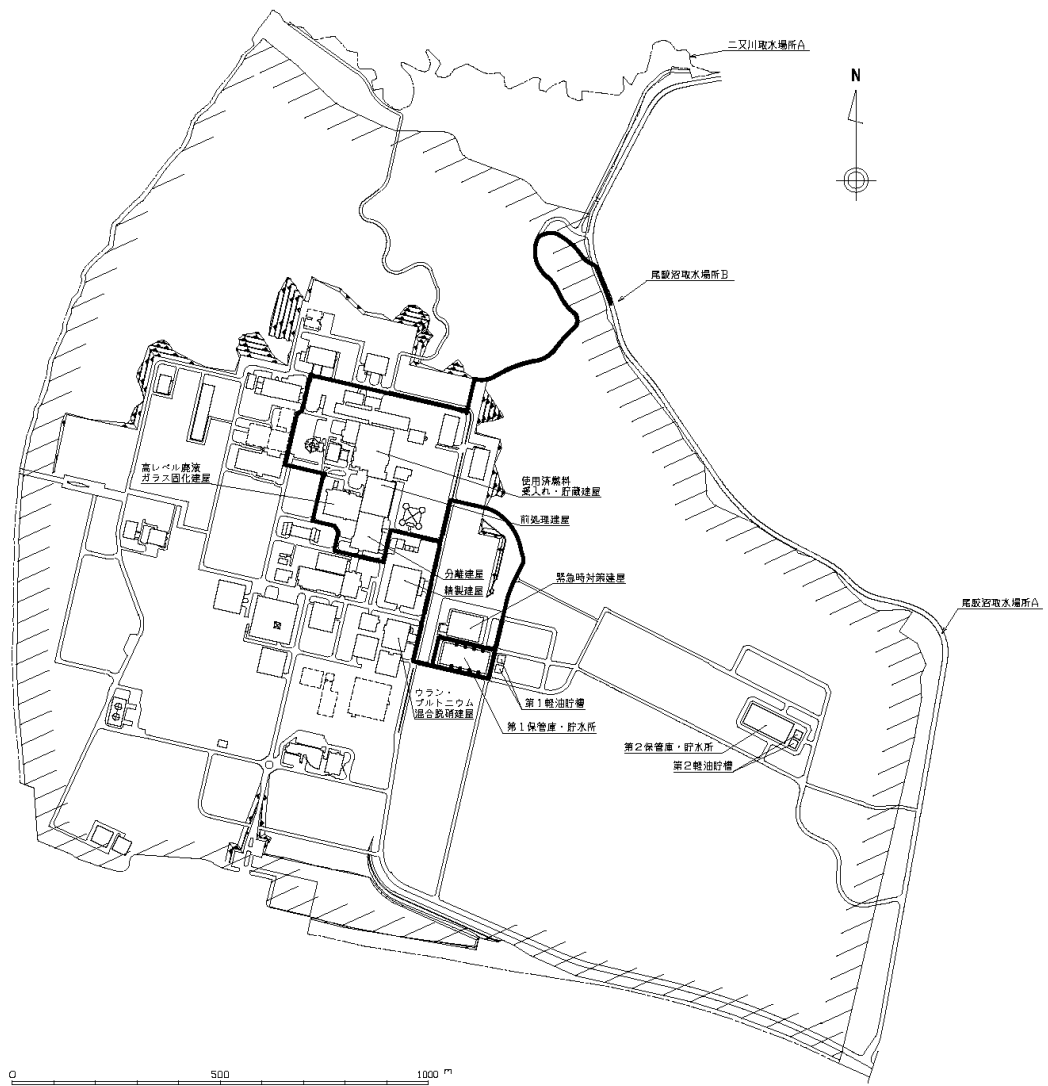 二又川取水場所A
N
尾駮沼取水場所B
高レベル廃液
ガラス固化建屋
使用済燃料
受入れ・貯蔵建屋
前処理建屋
分離建屋
精製建屋
緊急時対策建屋
尾駮沼取水場所A
ウラン・
プルトニウム
混合脱硝建屋
第1軽油貯槽
第1保管庫・貯水所
第2保管庫・貯水所
第2軽油貯槽
0 500 1000 m